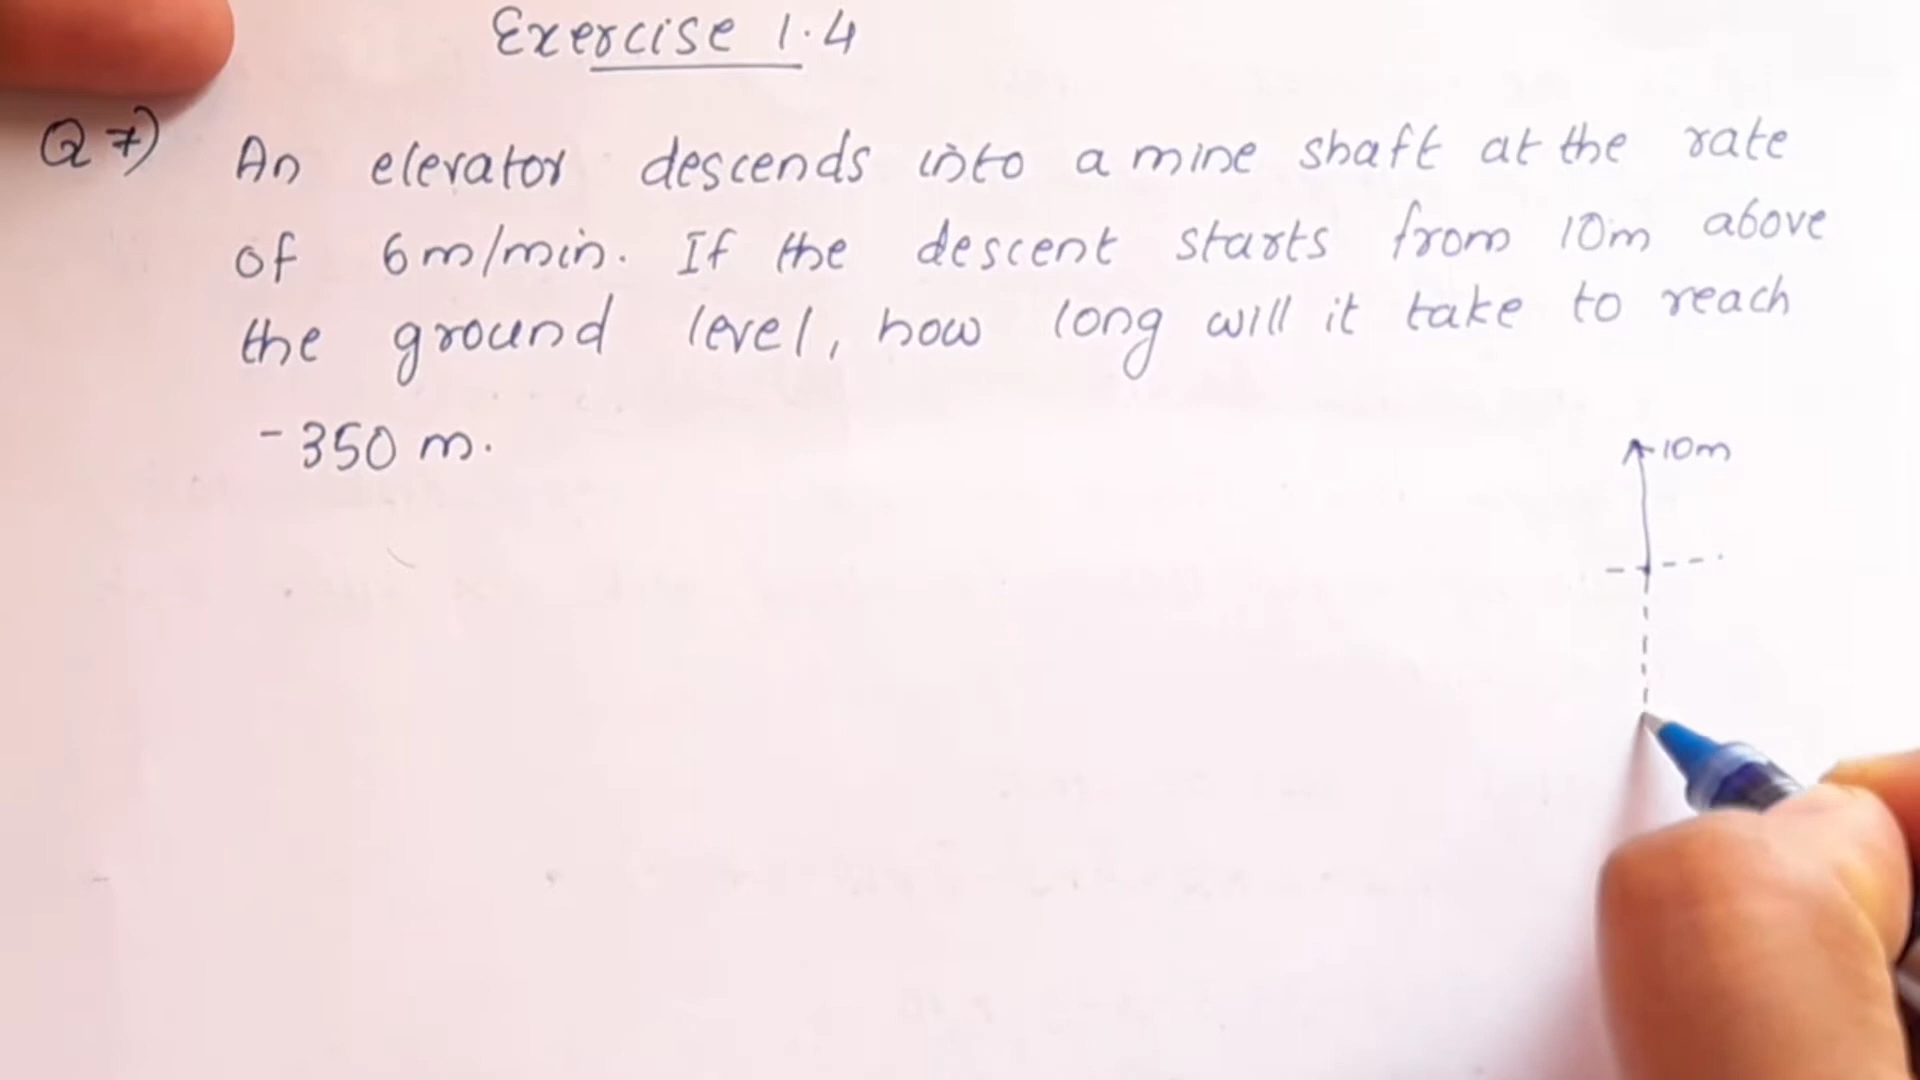 Exercise 1.4
Q7) An elevator descends into a mine shaft at the rate
of 6m/min. If the descent starts from 10m above
the ground level, how long will it take to reach
-350 m.
10m